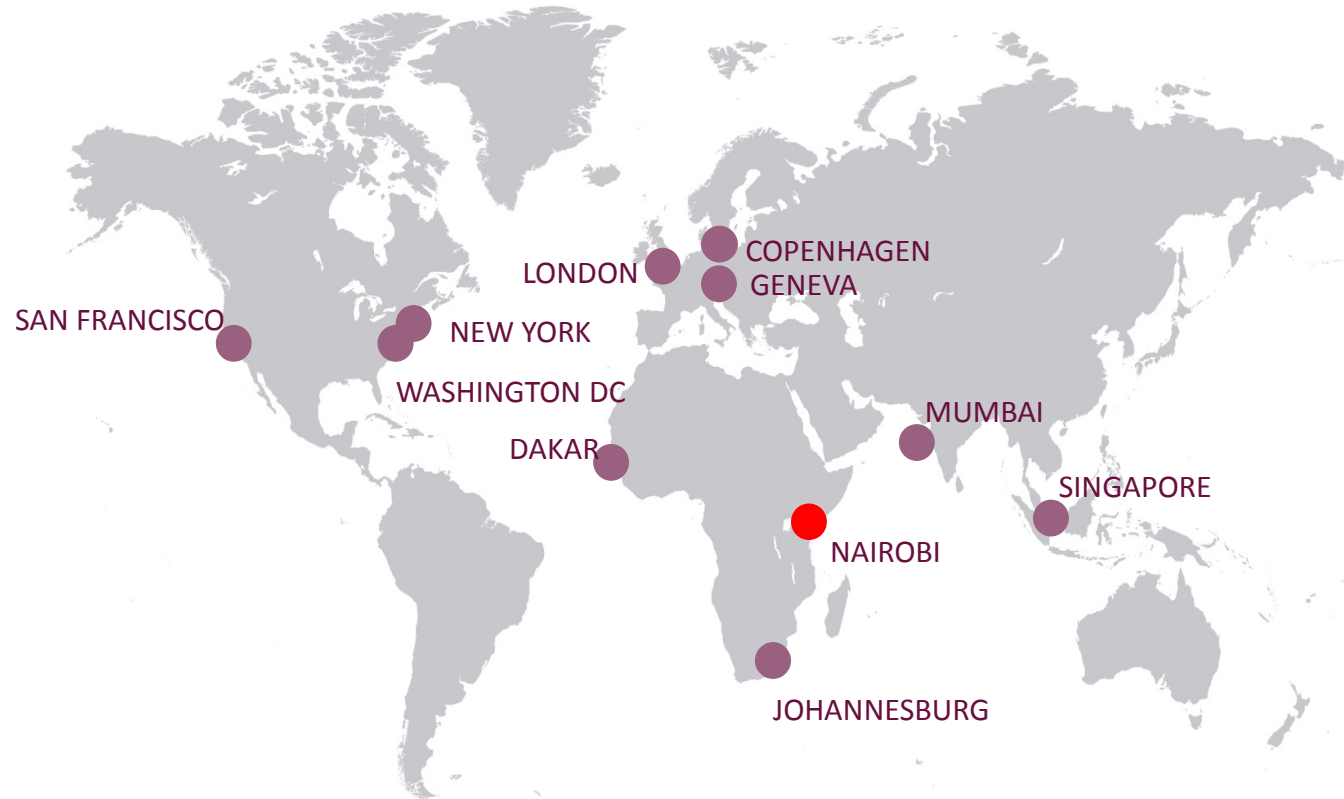 COPENHAGEN
LONDON
GENEVA
SAN FRANCISCO
NEW YORK
WASHINGTON DC
MUMBAI
DAKAR
SINGAPORE
NAIROBI
JOHANNESBURG